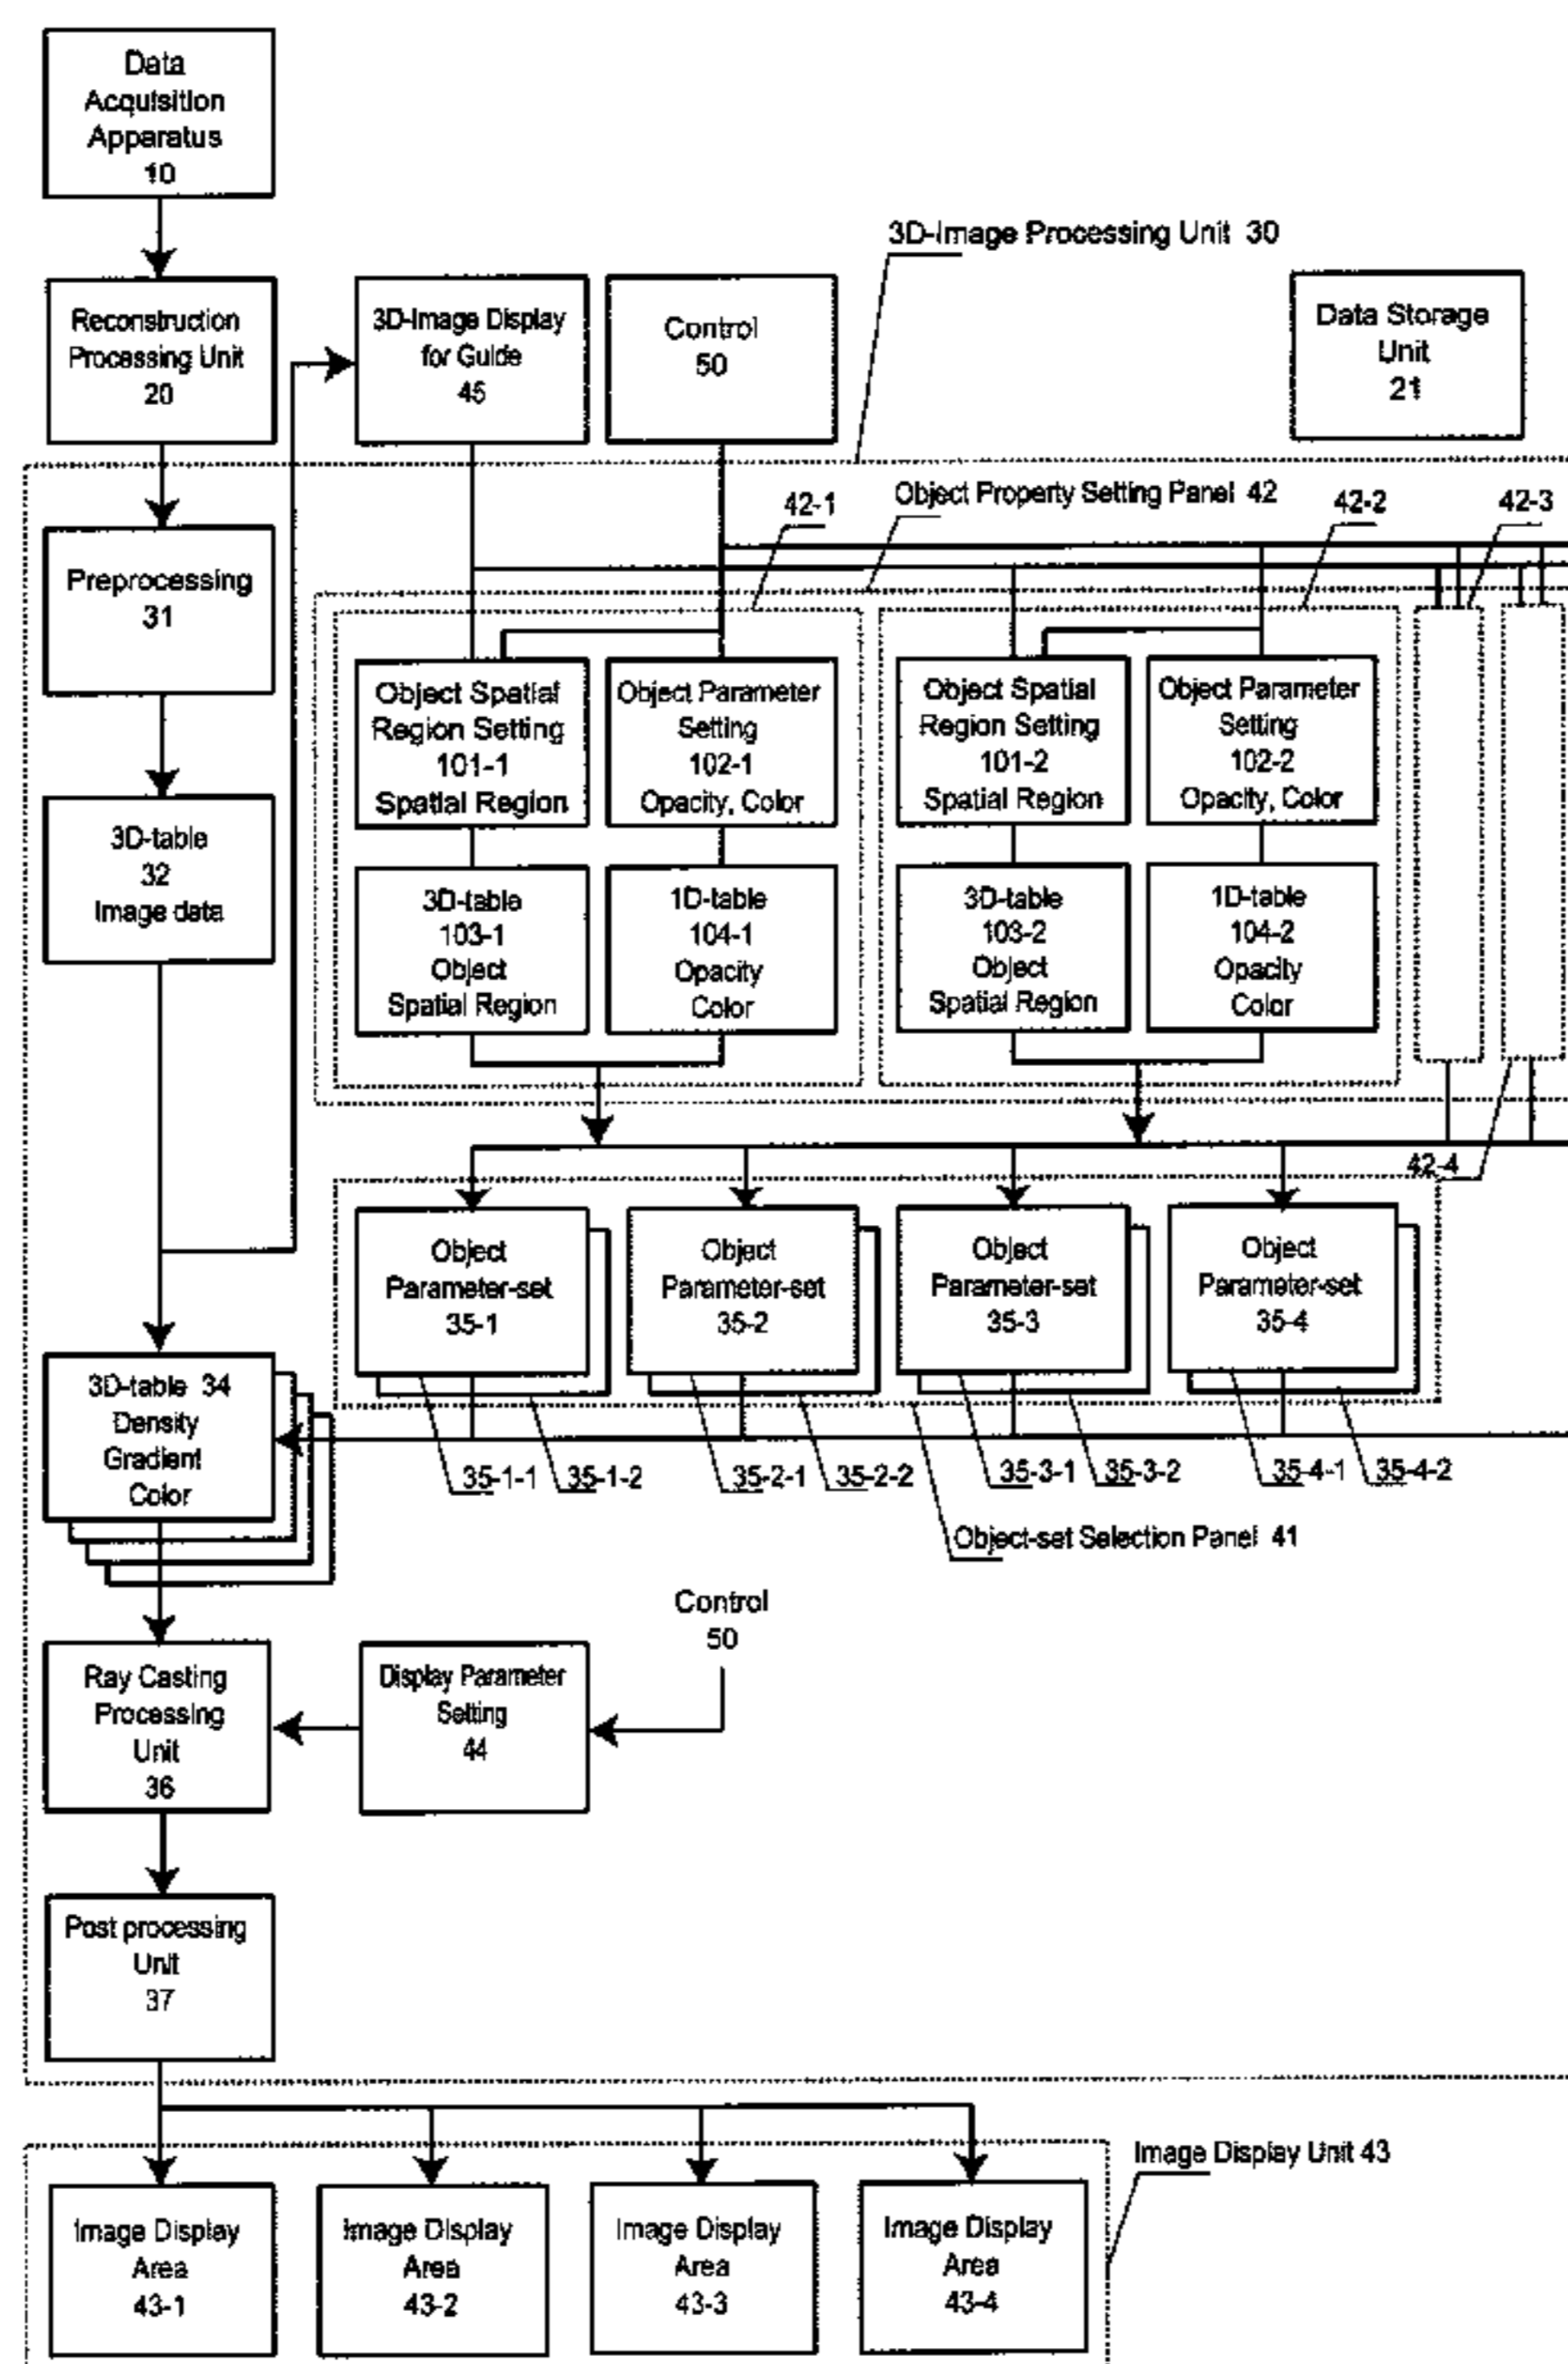 Data
Acquisition
Apparatus
10
3D-Image Processing Unit 30
Reconstruction
Processing Unit
20
3D-Image Display
for Guide
45
Control
50
Data Storage
Unit
21
42-1
Object Property Setting Panel 42
42-2
42-3
Preprocessing
31
Object Spatial
Region Setting
101-1
Spatial Region
Object Parameter
Setting
102-1
Opacity, Color
Object Spatial
Region Setting
101-2
Spatial Region
Object Parameter
Setting
102-2
Opacity, Color
3D-table
32
Image data
3D-table
103-1
Object
Spatial Region
1D-table
104-1
Opacity
Color
3D-table
103-2
Object
Spatial Region
1D-table
104-2
Opacity
Color
42-4
Object
Parameter-set
35-1
Object
Parameter-set
35-2
Object
Parameter-set
35-3
Object
Parameter-set
35-4
3D-table 34
Density
Gradient
Color
35-1-1
35-1-2
35-2-1
35-2-2
35-3-1
35-3-2
35-4-1
35-4-2
Object-set Selection Panel 41
Control
50
Ray Casting
Processing
Unit
36
Display Parameter
Setting
44
Post processing
Unit
37
Image Display Unit 43
Image Display
Area
43-1
Image Display
Area
43-2
Image Display
Area
43-3
Image Display
Area
43-4